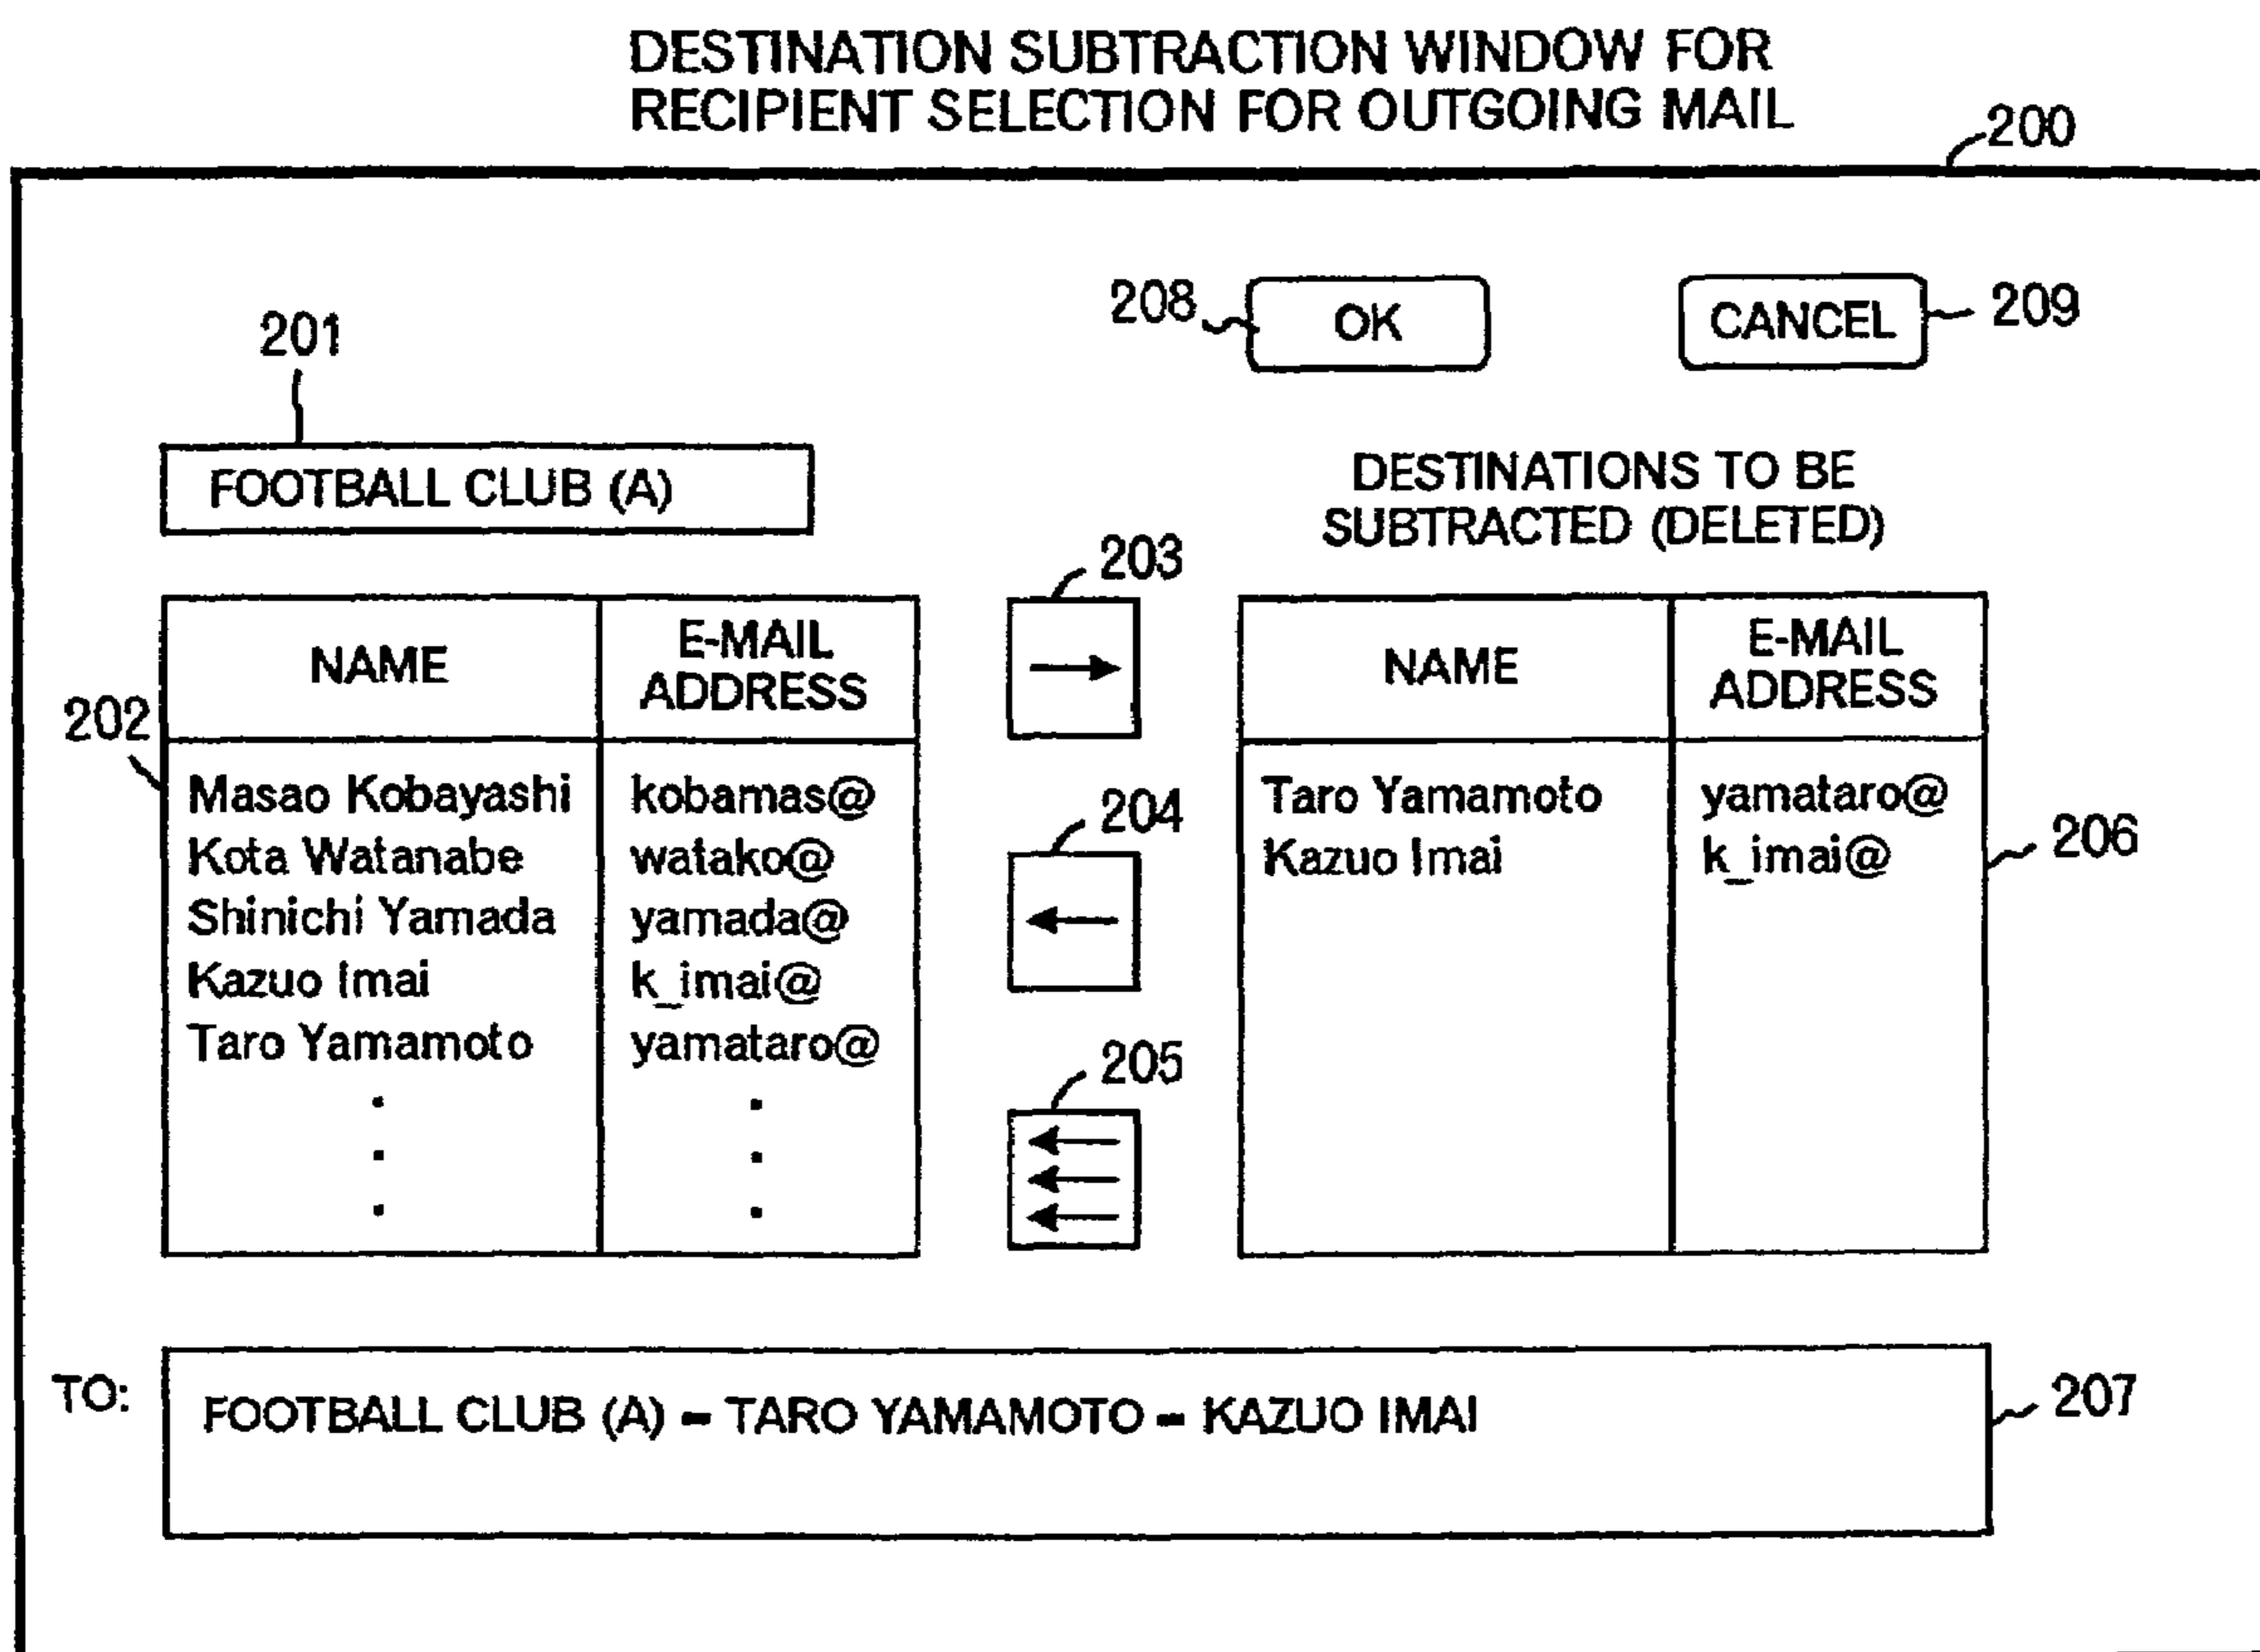 DESTINATION SUBTRACTION WINDOW FOR
RECIPIENT SELECTION FOR OUTGOING MAIL
200
208
OK
CANCEL
209
201
FOOTBALL CLUB (A)
DESTINATIONS TO BE
SUBTRACTED (DELETED)
202
NAME
E-MAIL
ADDRESS
Masao Kobayashi kobamas@
Kota Watanabe watako@
Shinichi Yamada yamada@
Kazuo Imai k_imai@
Taro Yamamoto yamataro@
203
204
205
NAME
E-MAIL
ADDRESS
Taro Yamamoto yamataro@
Kazuo Imai k_imai@
206
TO:
FOOTBALL CLUB (A) – TARO YAMAMOTO – KAZUO IMAI
207